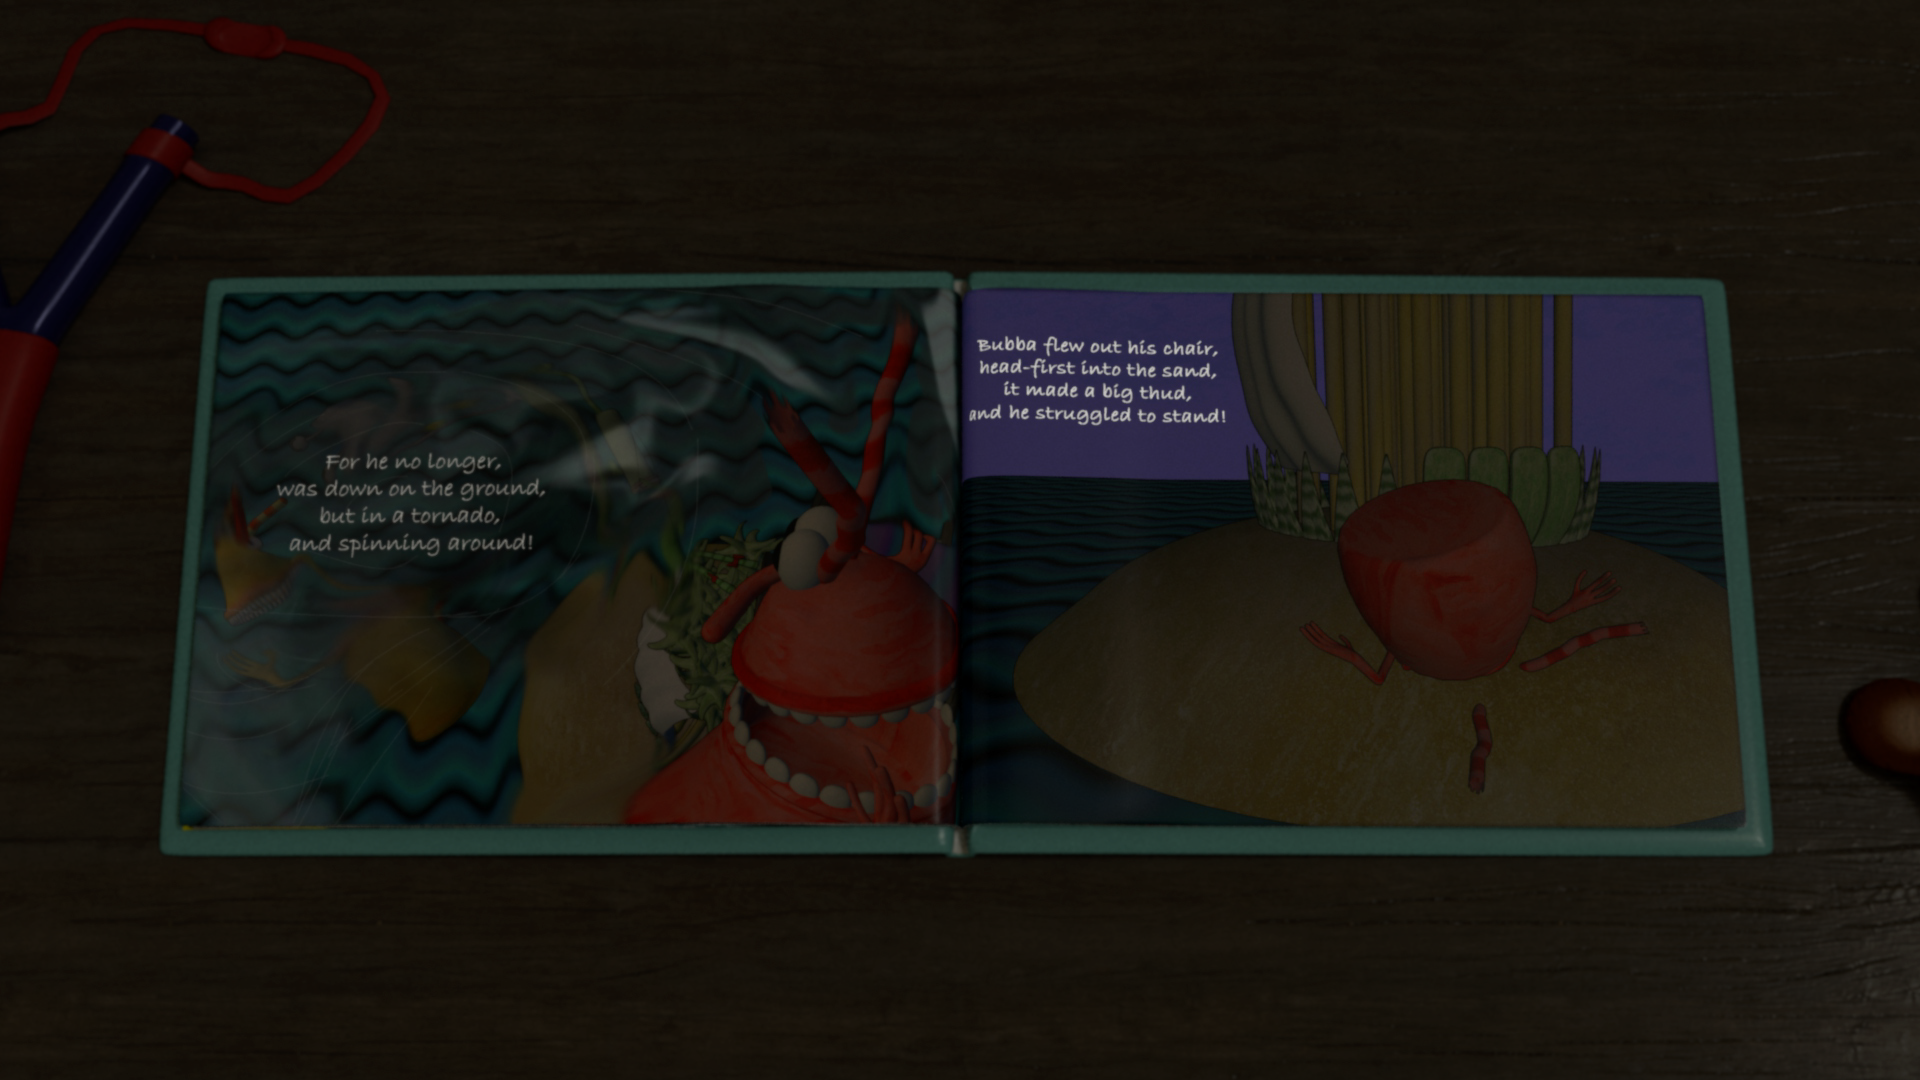 For he no longer,
was down on the ground,
but in a tornado,
and spinning around!
Bubba flew out his chair,
head-first into the sand,
it made a big thud,
and he struggled to stand!